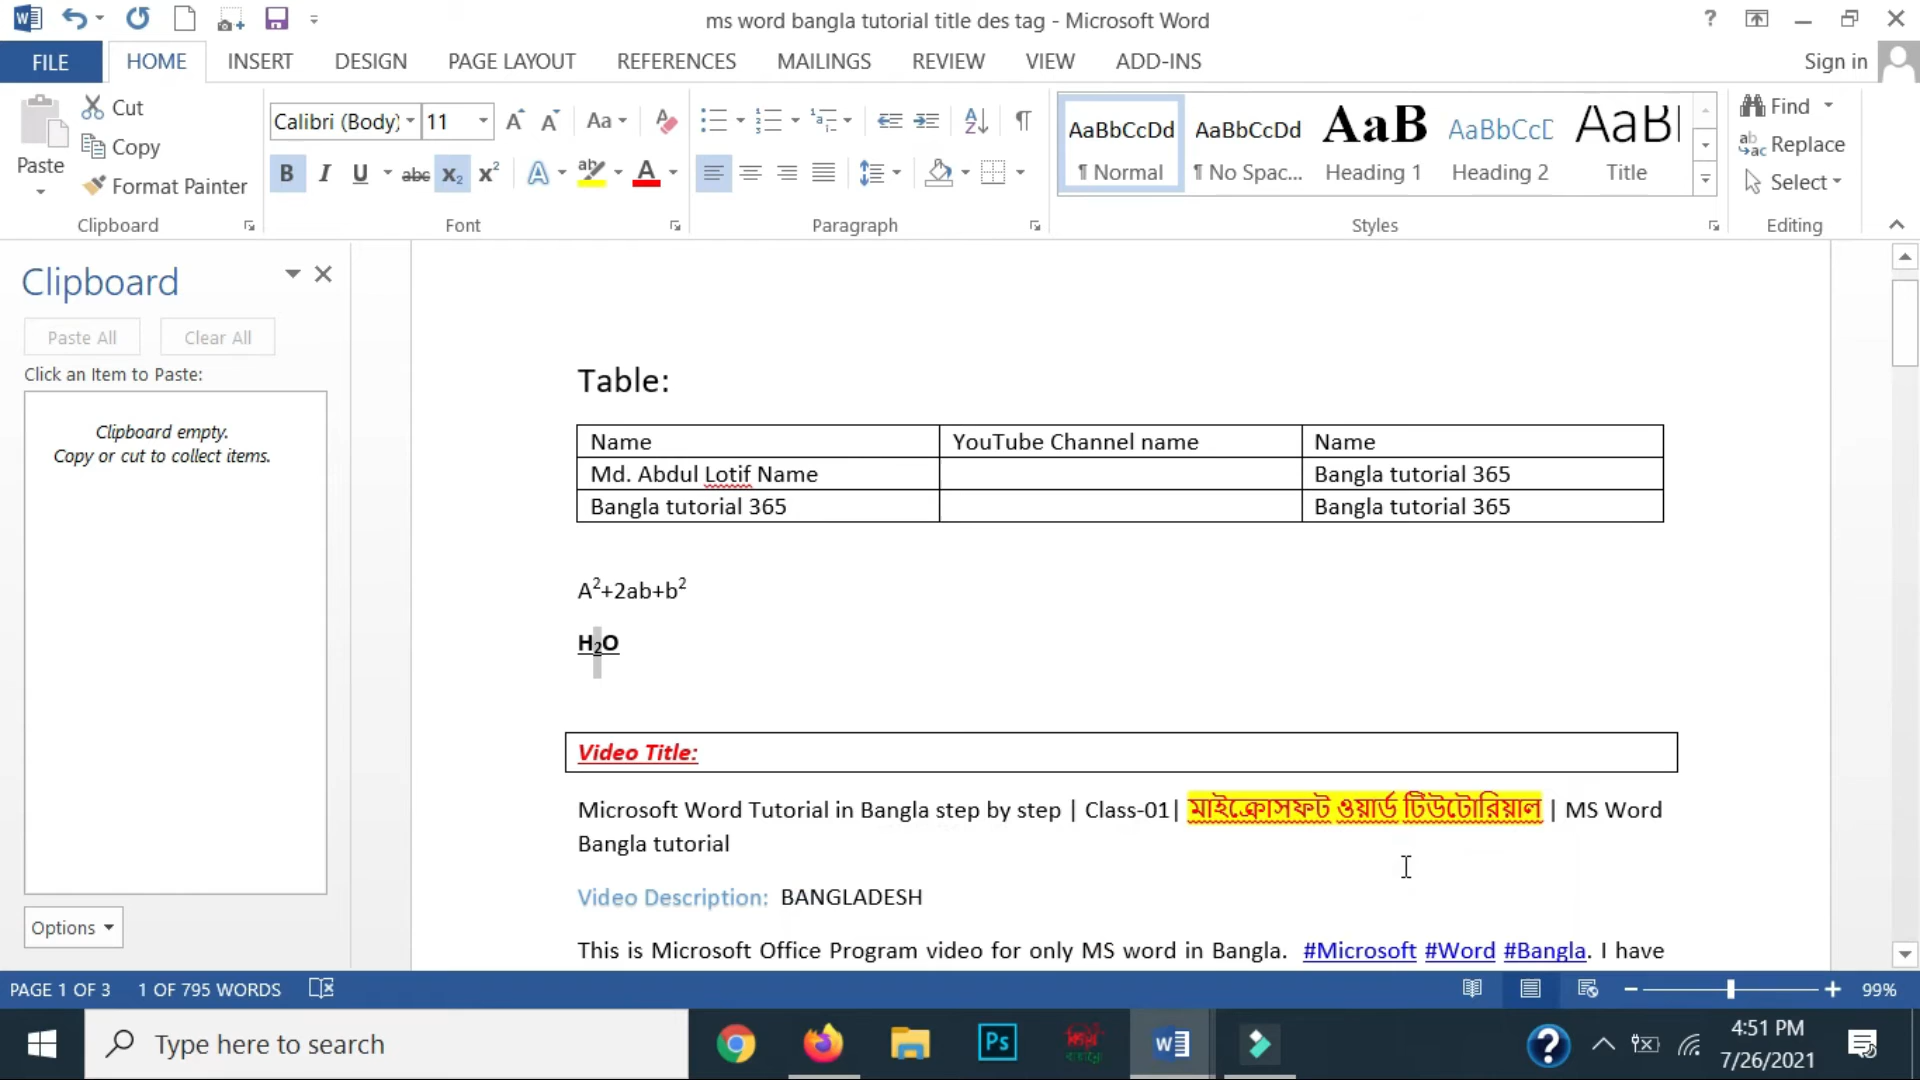 ms word bangla tutorial title des tag - Microsoft Word
?
FILE HOME INSERT DESIGN PAGE LAYOUT REFERENCES MAILINGS REVIEW VIEW ADD-INS Sign in
Paste
Cut
Copy
Format Painter
Clipboard
Calibri (Body) 11 Aa
B I U abc x₂ x² A ab A
Font
Paragraph
AaBbCcDd AaBbCcDd AaB AaBbCcD AaB
¶ Normal ¶ No Spac... Heading 1 Heading 2 Title
Styles
Find
Replace
Select
Editing
Clipboard
Paste All Clear All
Click an Item to Paste:
Clipboard empty.
Copy or cut to collect items.
Options
Table:
Name YouTube Channel name Name
Md. Abdul Lotif Name Bangla tutorial 365
Bangla tutorial 365 Bangla tutorial 365
A²+2ab+b²
H₂O
Video Title:
Microsoft Word Tutorial in Bangla step by step | Class-01| মাইক্রোসফট ওয়ার্ড টিউটোরিয়াল | MS Word
Bangla tutorial
Video Description: BANGLADESH
This is Microsoft Office Program video for only MS word in Bangla. #Microsoft #Word #Bangla. I have
PAGE 1 OF 3 1 OF 795 WORDS 99%
Type here to search
Ps
4:51 PM
7/26/2021